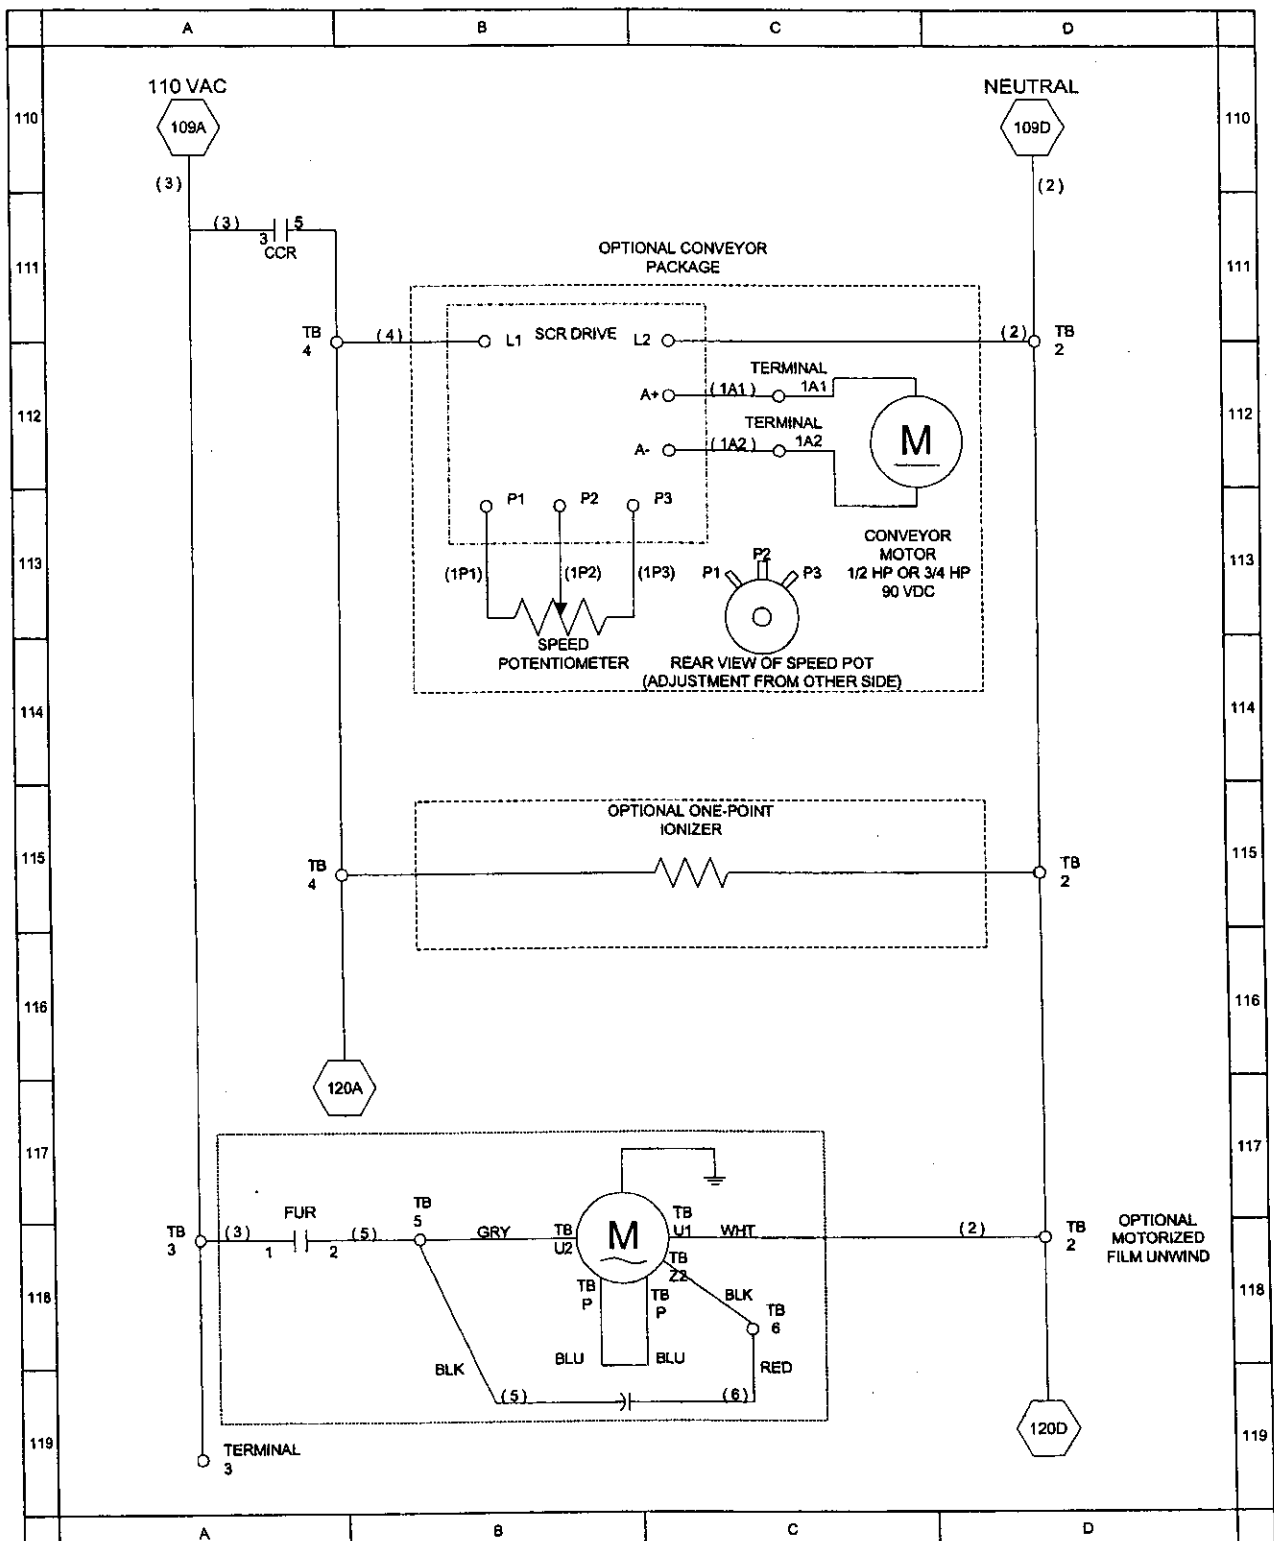 A B C D
110 VAC NEUTRAL
110 109A 109D 110
(3) (2)
(3) 3 5
CCR
OPTIONAL CONVEYOR
PACKAGE
111 111
TB
4
(4) L1 SCR DRIVE L2 (2) TB
2
TERMINAL
A+ (1A1) 1A1
112 112
TERMINAL
A- (1A2) 1A2
M
P1 P2 P3
CONVEYOR
MOTOR
1/2 HP OR 3/4 HP
90 VDC
113 113
(1P1) (1P2) (1P3)
P1 P2 P3
SPEED
POTENTIOMETER
REAR VIEW OF SPEED POT
(ADJUSTMENT FROM OTHER SIDE)
114 114
OPTIONAL ONE-POINT
IONIZER
115 115
TB
4
TB
2
116 116
120A
117 117
TB
3
(3) FUR (5)
1 2
TB
5
GRY TB
U2
M
TB
U1
WHT (2) TB
2
OPTIONAL
MOTORIZED
FILM UNWIND
TB
Z2
118 118
TB
P
TB
P
BLK TB
6
BLK BLU BLU RED
(5) (6)
120D
119 119
TERMINAL
3
A B C D